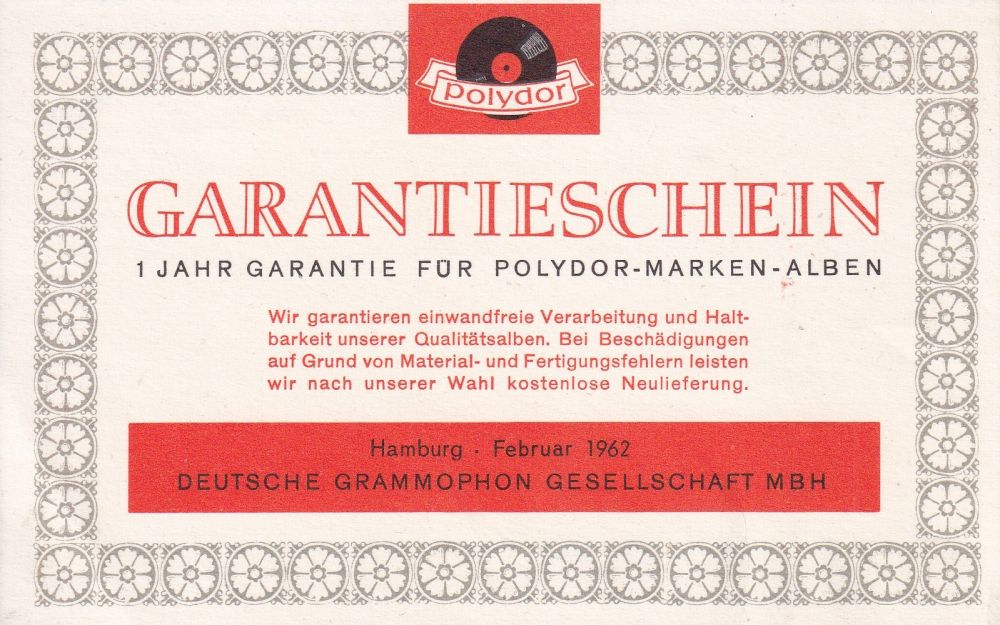 polydor
GARANTIESCHEIN
1 JAHR GARANTIE FÜR POLYDOR-MARKEN-ALBEN
Wir garantieren einwandfreie Verarbeitung und Halt-
barkeit unserer Qualitätsalben. Bei Beschädigungen
auf Grund von Material- und Fertigungsfehlern leisten
wir nach unserer Wahl kostenlose Neulieferung.
Hamburg · Februar 1962
DEUTSCHE GRAMMOPHON GESELLSCHAFT MBH